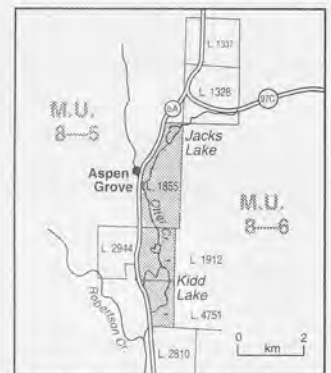 L. 1337
L. 1328
5A
97C
M.U.
8—5
Jacks
Lake
Aspen
Grove
L. 1855
M.U.
8—6
L. 2944
L. 1912
Kidd
Lake
Robertson Cr.
L. 4751
L. 2810
0 2
km